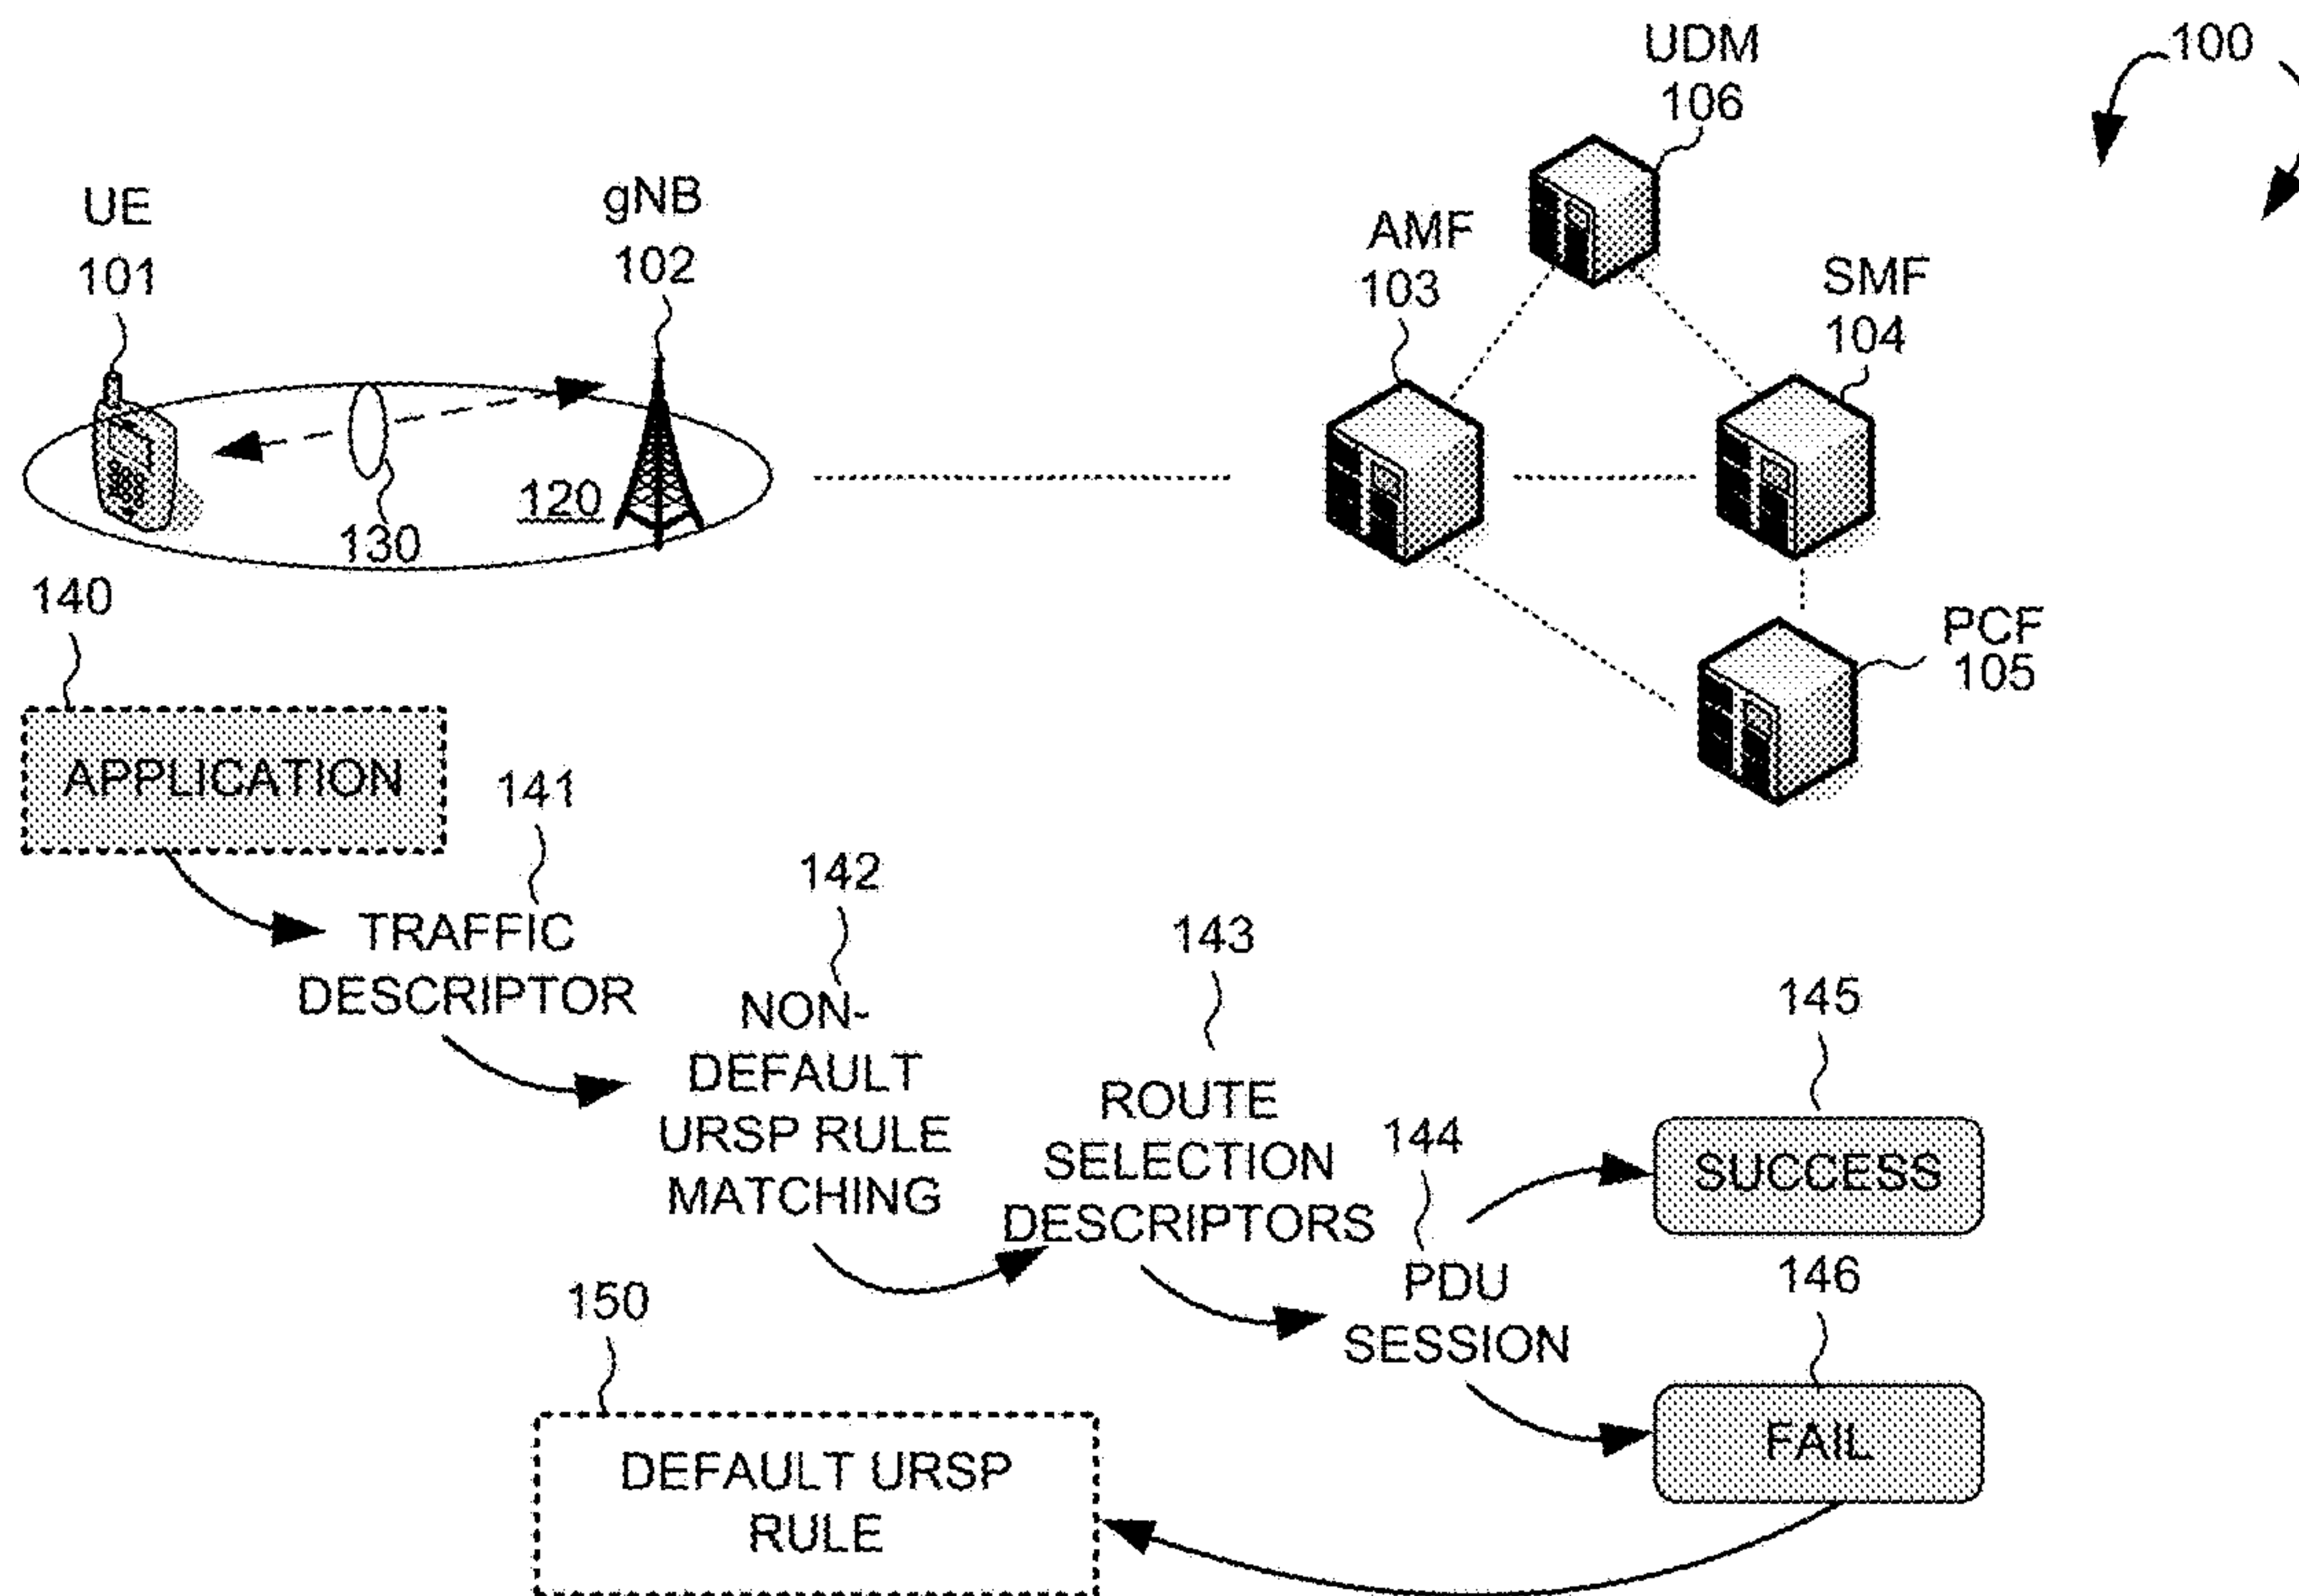 100
UDM
106
UE
101
gNB
102
AMF
103
SMF
104
120
130
PCF
105
140
APPLICATION
141
TRAFFIC
DESCRIPTOR
142
NON-
DEFAULT
URSP RULE
MATCHING
143
ROUTE
SELECTION
DESCRIPTORS
144
PDU
SESSION
145
SUCCESS
146
FAIL
150
DEFAULT URSP
RULE